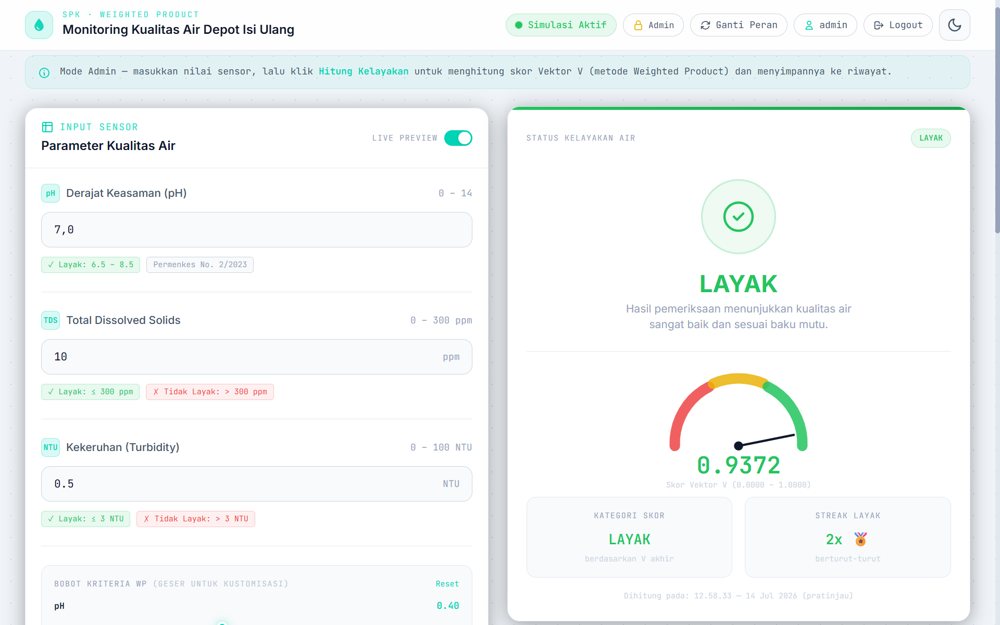 SPK · WEIGHTED PRODUCT
Monitoring Kualitas Air Depot Isi Ulang
Simulasi Aktif
Admin
Ganti Peran
admin
Logout
Mode Admin — masukkan nilai sensor, lalu klik Hitung Kelayakan untuk menghitung skor Vektor V (metode Weighted Product) dan menyimpannya ke riwayat.
INPUT SENSOR
Parameter Kualitas Air
LIVE PREVIEW
pH Derajat Keasaman (pH) 0 – 14
7,0
✓ Layak: 6.5 – 8.5 Permenkes No. 2/2023
TDS Total Dissolved Solids 0 – 300 ppm
10 ppm
✓ Layak: ≤ 300 ppm ✗ Tidak Layak: > 300 ppm
NTU Kekeruhan (Turbidity) 0 – 100 NTU
0.5 NTU
✓ Layak: ≤ 3 NTU ✗ Tidak Layak: > 3 NTU
BOBOT KRITERIA WP (GESER UNTUK KUSTOMISASI) Reset
pH 0.40
STATUS KELAYAKAN AIR LAYAK
LAYAK
Hasil pemeriksaan menunjukkan kualitas air
sangat baik dan sesuai baku mutu.
0.9372
Skor Vektor V (0.0000 – 1.0000)
KATEGORI SKOR
LAYAK
berdasarkan V akhir
STREAK LAYAK
2x 🏅
berturut-turut
Dihitung pada: 12.58.33 — 14 Jul 2026 (pratinjau)